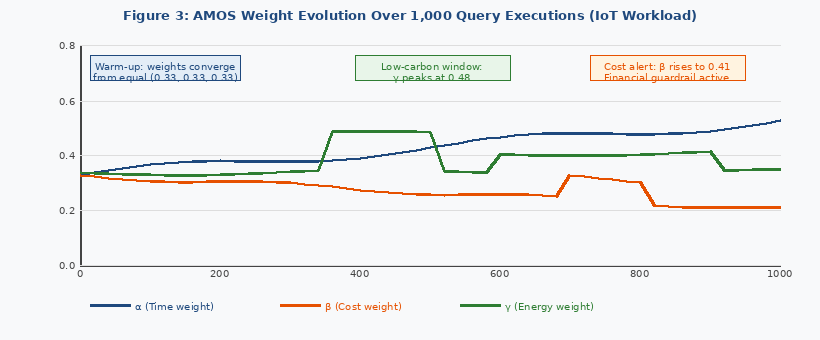 Figure 3: AMOS Weight Evolution Over 1,000 Query Executions (IoT Workload)
0.8
Warm-up: weights converge
from equal (0.33, 0.33, 0.33)
Low-carbon window:
γ peaks at 0.48
Cost alert: β rises to 0.41
Financial guardrail active
0.6
0.4
0.2
0.0
0
200
400
600
800
1000
α (Time weight)
β (Cost weight)
γ (Energy weight)